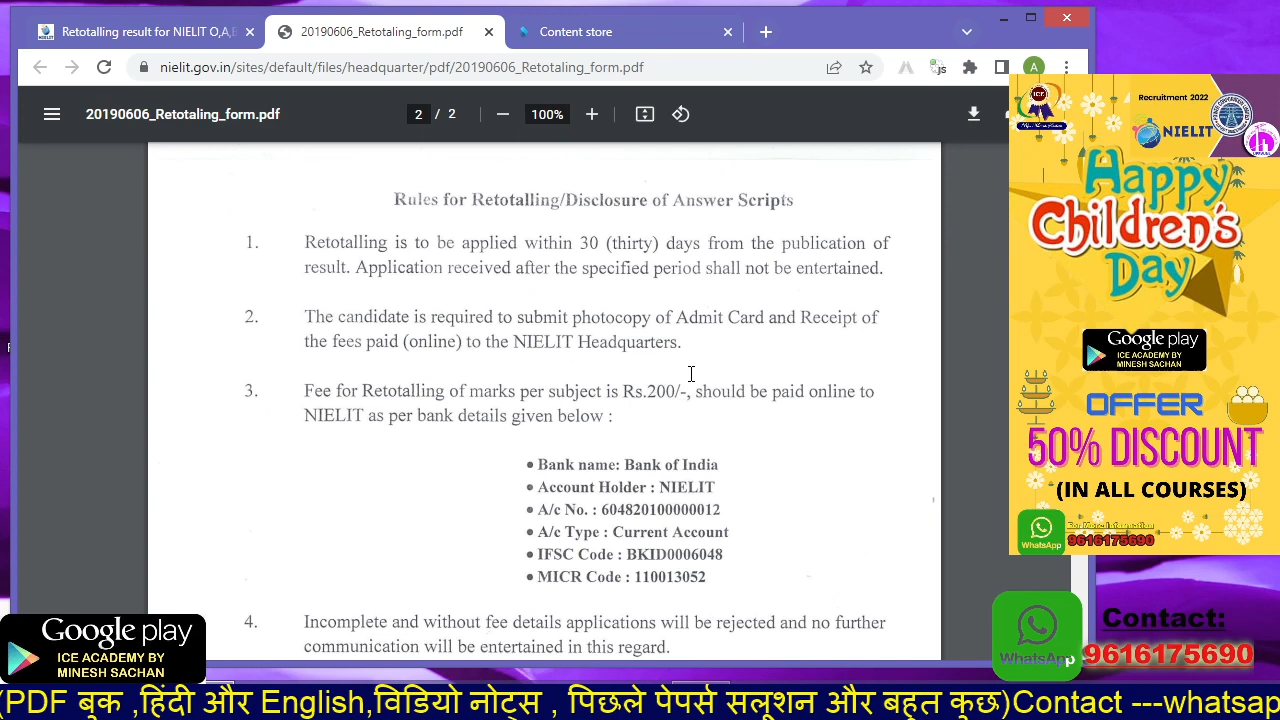 Retotalling result for NIELIT O,A,B
20190606_Retotaling_form.pdf
Content store
nielit.gov.in/sites/default/files/headquarter/pdf/20190606_Retotaling_form.pdf
A
20190606_Retotaling_form.pdf
2 / 2
100%
Rules for Retotalling/Disclosure of Answer Scripts
1. Retotalling is to be applied within 30 (thirty) days from the publication of
result. Application received after the specified period shall not be entertained.
2. The candidate is required to submit photocopy of Admit Card and Receipt of
the fees paid (online) to the NIELIT Headquarters.
3. Fee for Retotalling of marks per subject is Rs.200/-, should be paid online to
NIELIT as per bank details given below :
• Bank name: Bank of India
• Account Holder : NIELIT
• A/c No. : 604820100000012
• A/c Type : Current Account
• IFSC Code : BKID0006048
• MICR Code : 110013052
4. Incomplete and without fee details applications will be rejected and no further
communication will be entertained in this regard.
ICE
Recruitment 2022
NIELIT
Happy
Children's
Day
Google play
ICE ACADEMY BY
MINESH SACHAN
OFFER
50% DISCOUNT
(IN ALL COURSES)
WhatsApp
For More Information
9616175690
Google play
ICE ACADEMY BY
MINESH SACHAN
WhatsApp
Contact:
9616175690
(PDF बुक ,हिंदी और English,विडियो नोट्स , पिछले पेपर्स सलूशन और बहुत कुछ)Contact ---whatsap